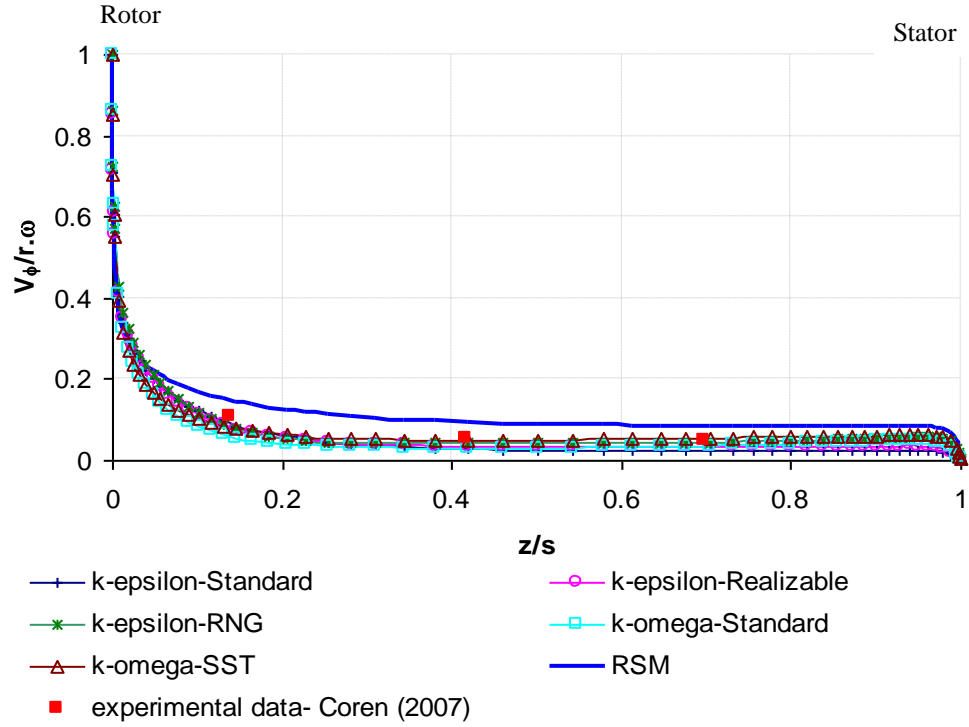 Rotor
Stator
1
0.8
0.6
0.4
0.2
0
Vϕ/r.ω
0 0.2 0.4 0.6 0.8 1
z/s
k-epsilon-Standard
k-epsilon-Realizable
k-epsilon-RNG
k-omega-Standard
k-omega-SST
RSM
experimental data- Coren (2007)